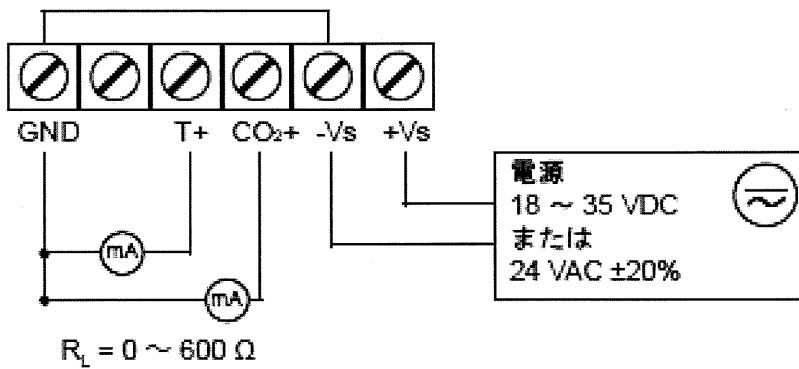 GND T+ CO₂+ -Vs +Vs
電源
18 ～ 35 VDC
または
24 VAC ±20%
mA
mA
R_L = 0 ～ 600 Ω